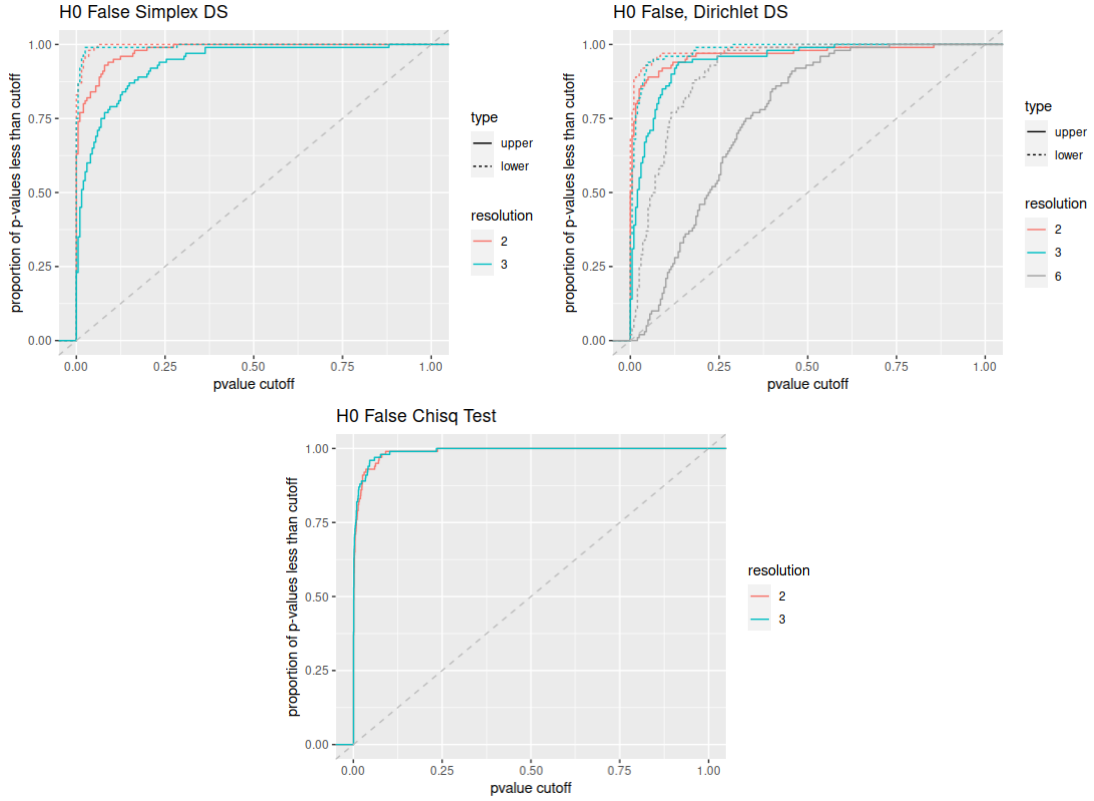 H0 False Simplex DS
proportion of p-values less than cutoff
1.00
0.75
0.50
0.25
0.00
0.00 0.25 0.50 0.75 1.00
pvalue cutoff
type
upper
lower
resolution
2
3
H0 False, Dirichlet DS
proportion of p-values less than cutoff
1.00
0.75
0.50
0.25
0.00
0.00 0.25 0.50 0.75 1.00
pvalue cutoff
type
upper
lower
resolution
2
3
6
H0 False Chisq Test
proportion of p-values less than cutoff
1.00
0.75
0.50
0.25
0.00
0.00 0.25 0.50 0.75 1.00
pvalue cutoff
resolution
2
3